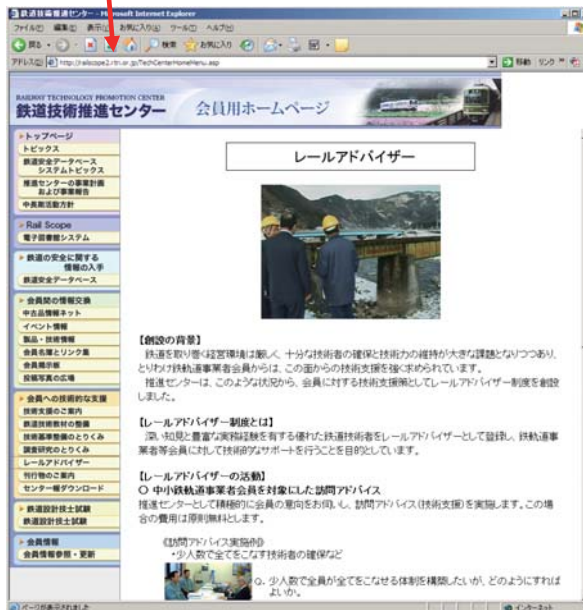 鉄道技術推進センター - Microsoft Internet Explorer
ファイル(F) 編集(E) 表示(V) お気に入り(A) ツール(T) ヘルプ(H)
戻る 検索 お気に入り
アドレス(D) http://railscope2.rtri.or.jp/TechCenterHomeMenu.asp 移動 リンク
RAILWAY TECHNOLOGY PROMOTION CENTER
鉄道技術推進センター 会員用ホームページ
トップページ
トピックス
鉄道安全データベース
システムトピックス
推進センターの事業計画
および事業報告
中長期活動方針
Rail Scope
電子図書館システム
鉄道の安全に関する
情報の入手
鉄道安全データベース
会員間の情報交換
中古品情報ネット
イベント情報
製品・技術情報
会員名簿とリンク集
会員掲示板
投稿写真の広場
会員への技術的な支援
技術支援のご案内
鉄道技術教材の整備
技術基準整備のとりくみ
調査研究のとりくみ
レールアドバイザー
刊行物のご案内
センター報ダウンロード
鉄道設計技士試験
鉄道設計技士試験
会員情報
会員情報参照・更新
レールアドバイザー
【創設の背景】
鉄道を取り巻く経営環境は厳しく、十分な技術者の確保と技術力の維持が大きな課題となりつつあり、
とりわけ鉄軌道事業者会員からは、この面での技術支援を強く求められています。
推進センターは、このような状況から、会員に対する技術支援策としてレールアドバイザー制度を創設
しました。
【レールアドバイザー制度とは】
深い知見と豊富な実務経験を有する優れた鉄道技術者をレールアドバイザーとして登録し、鉄軌道事
業者等会員に対して技術的なサポートを行うことを目的としています。
【レールアドバイザーの活動】
○ 中小鉄軌道事業者会員を対象にした訪問アドバイス
推進センターとして積極的に会員の意向をお伺いし、訪問アドバイス(技術支援)を実施します。この場
合の費用は原則無料とします。
《訪問アドバイス実施例》
・少人数で全てをこなす技術者の確保など
Q. 少人数で全員が全てをこなせる体制を構築したいが、どのようにすれば
よいか。
ページが表示されました インターネット